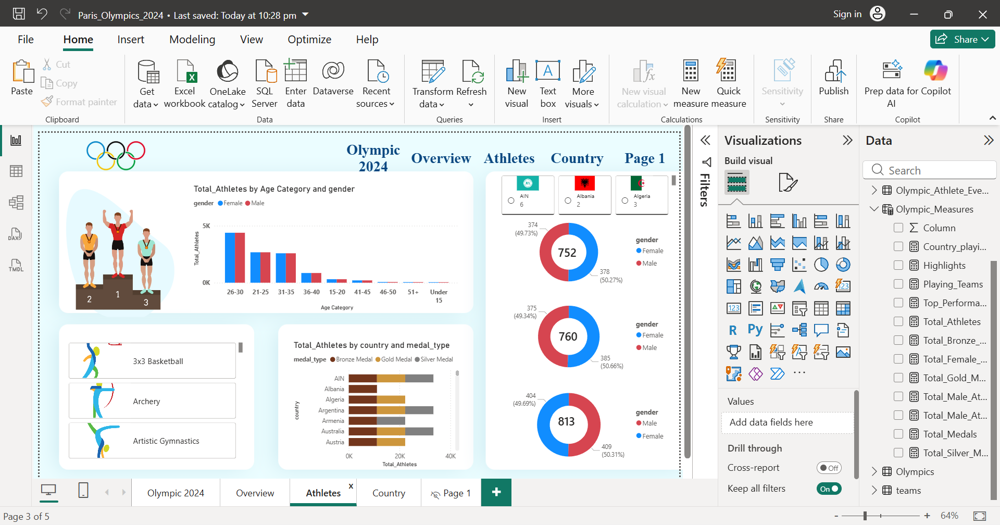 Paris_Olympics_2024 • Last saved: Today at 10:28 pm
Sign in
File Home Insert Modeling View Optimize Help
Share
Paste
Cut
Copy
Format painter
Clipboard
Get data
Excel workbook
OneLake catalog
SQL Server
Enter data
Dataverse
Recent sources
Data
Transform data
Refresh
Queries
New visual
Text box
More visuals
Insert
New visual calculation
New measure
Quick measure
Calculations
Sensitivity
Sensitivity
Publish
Share
Prep data for AI
Copilot
Copilot
DAX
TMDL
Olympic 2024
Overview
Athletes
Country
Page 1
Total_Athletes by Age Category and gender
gender Female Male
5K
0K
Total_Athletes
26-30 21-25 31-35 36-40 15-20 41-45 46-50 51+ Under 15
Age Category
2 1 3
AIN
6
Albania
2
Algeria
3
374
(49.73%)
752
378
(50.27%)
gender
Female
Male
375
(49.34%)
760
385
(50.66%)
gender
Female
Male
404
(49.69%)
813
409
(50.31%)
gender
Male
Female
3x3 Basketball
Archery
Artistic Gymnastics
Total_Athletes by country and medal_type
medal_type Bronze Medal Gold Medal Silver Medal
country
AIN
Albania
Algeria
Argentina
Armenia
Australia
Austria
0K 20K 40K
Total_Athletes
Filters
Visualizations
Build visual
123
123
R
Py
Values
Add data fields here
Drill through
Cross-report
Off
Keep all filters
On
Data
Search
Olympic_Athlete_Eve...
Olympic_Measures
Column
Country_playi...
Highlights
Playing_Teams
Top_Performa...
Total_Athletes
Total_Bronze_...
Total_Female_...
Total_Gold_M...
Total_Male_At...
Total_Male_At...
Total_Medals
Total_Silver_M...
Olympics
teams
Olympic 2024
Overview
Athletes
x
Country
Page 1
+
Page 3 of 5
- + 64%